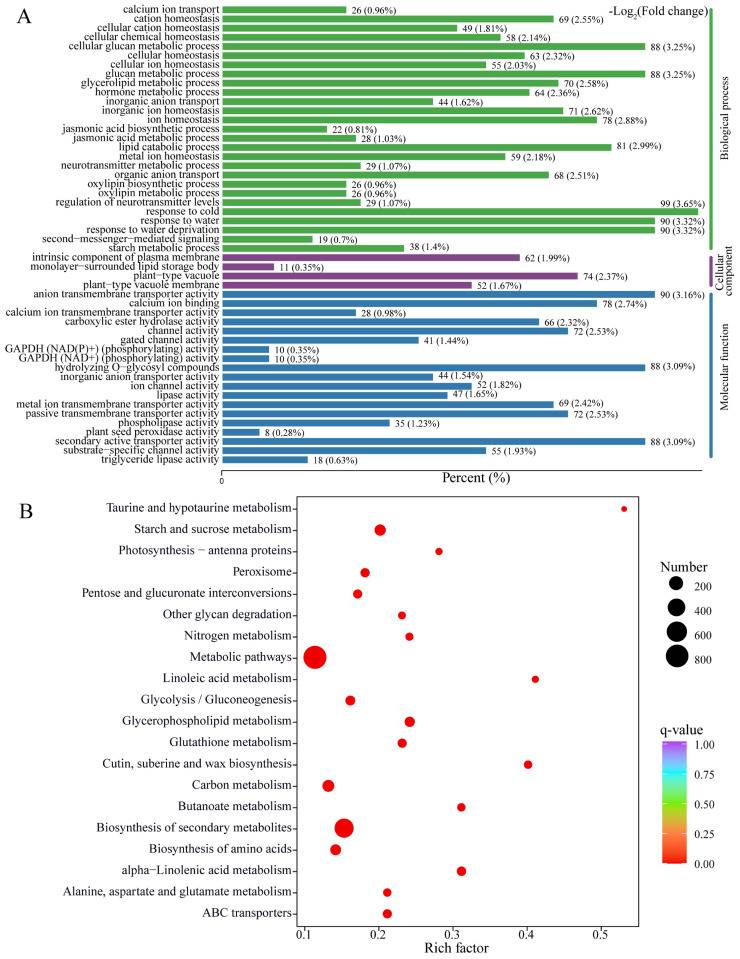 A
-Log2(Fold change)
calcium ion transport 26 (0.96%)
cation homeostasis 69 (2.55%)
cellular cation homeostasis 49 (1.81%)
cellular chemical homeostasis 58 (2.14%)
cellular glucan metabolic process 88 (3.25%)
cellular homeostasis 63 (2.32%)
cellular ion homeostasis 55 (2.03%)
glucan metabolic process 88 (3.25%)
glycerolipid metabolic process 70 (2.58%)
hormone metabolic process 64 (2.36%)
inorganic anion transport 44 (1.62%)
inorganic ion homeostasis 71 (2.62%)
ion homeostasis 78 (2.88%)
jasmonic acid biosynthetic process 22 (0.81%)
jasmonic acid metabolic process 28 (1.03%)
lipid catabolic process 81 (2.99%)
metal ion homeostasis 59 (2.18%)
neurotransmitter metabolic process 29 (1.07%)
organic anion transport 68 (2.51%)
oxylipin biosynthetic process 26 (0.96%)
oxylipin metabolic process 26 (0.96%)
regulation of neurotransmitter levels 29 (1.07%)
response to cold 99 (3.65%)
response to water 90 (3.32%)
response to water derivation 90 (3.32%)
second-messenger-mediated signaling 19 (0.7%)
starch metabolic process 38 (1.4%)
Biological process
intrinsic component of plasma membrane 62 (1.99%)
monolayer-surrounded lipid storage body 11 (0.35%)
plant-type vacuole 74 (2.37%)
plant-type vacuole membrane 52 (1.67%)
Cellular
component
anion transmembrane transporter activity 90 (3.16%)
calcium ion binding 78 (2.74%)
calcium ion transmembrane transporter activity 28 (0.98%)
carboxylic ester hydrolase activity 66 (2.32%)
channel activity 72 (2.53%)
gated channel activity 41 (1.44%)
GAPDH (NAD(P)+) (phosphorylating) activity 10 (0.35%)
GAPDH (NAD+) (phosphorylating) activity 10 (0.35%)
hydrolyzing O-glycosyl compounds 88 (3.09%)
inorganic anion transporter activity 44 (1.54%)
ion channel activity 52 (1.82%)
lipase activity 47 (1.65%)
metal ion transmembrane transporter activity 69 (2.42%)
passive transmembrane transporter activity 72 (2.53%)
phospholipase activity 35 (1.23%)
plant seed peroxidase activity 8 (0.28%)
secondary active transporter activity 88 (3.09%)
substrate-specific channel activity 55 (1.93%)
triglyceride lipase activity 18 (0.63%)
Molecular function
0
Percent (%)
B
Taurine and hypotaurine metabolism
Starch and sucrose metabolism
Photosynthesis − antenna proteins
Peroxisome
Pentose and glucuronate interconversions
Other glycan degradation
Nitrogen metabolism
Metabolic pathways
Linoleic acid metabolism
Glycolysis / Gluconeogenesis
Glycerophospholipid metabolism
Glutathione metabolism
Cutin, suberine and wax biosynthesis
Carbon metabolism
Butanoate metabolism
Biosynthesis of secondary metabolites
Biosynthesis of amino acids
alpha−Linolenic acid metabolism
Alanine, aspartate and glutamate metabolism
ABC transporters
0.1 0.2 0.3 0.4 0.5
Rich factor
Number
200
400
600
800
q-value
1.00
0.75
0.50
0.25
0.00